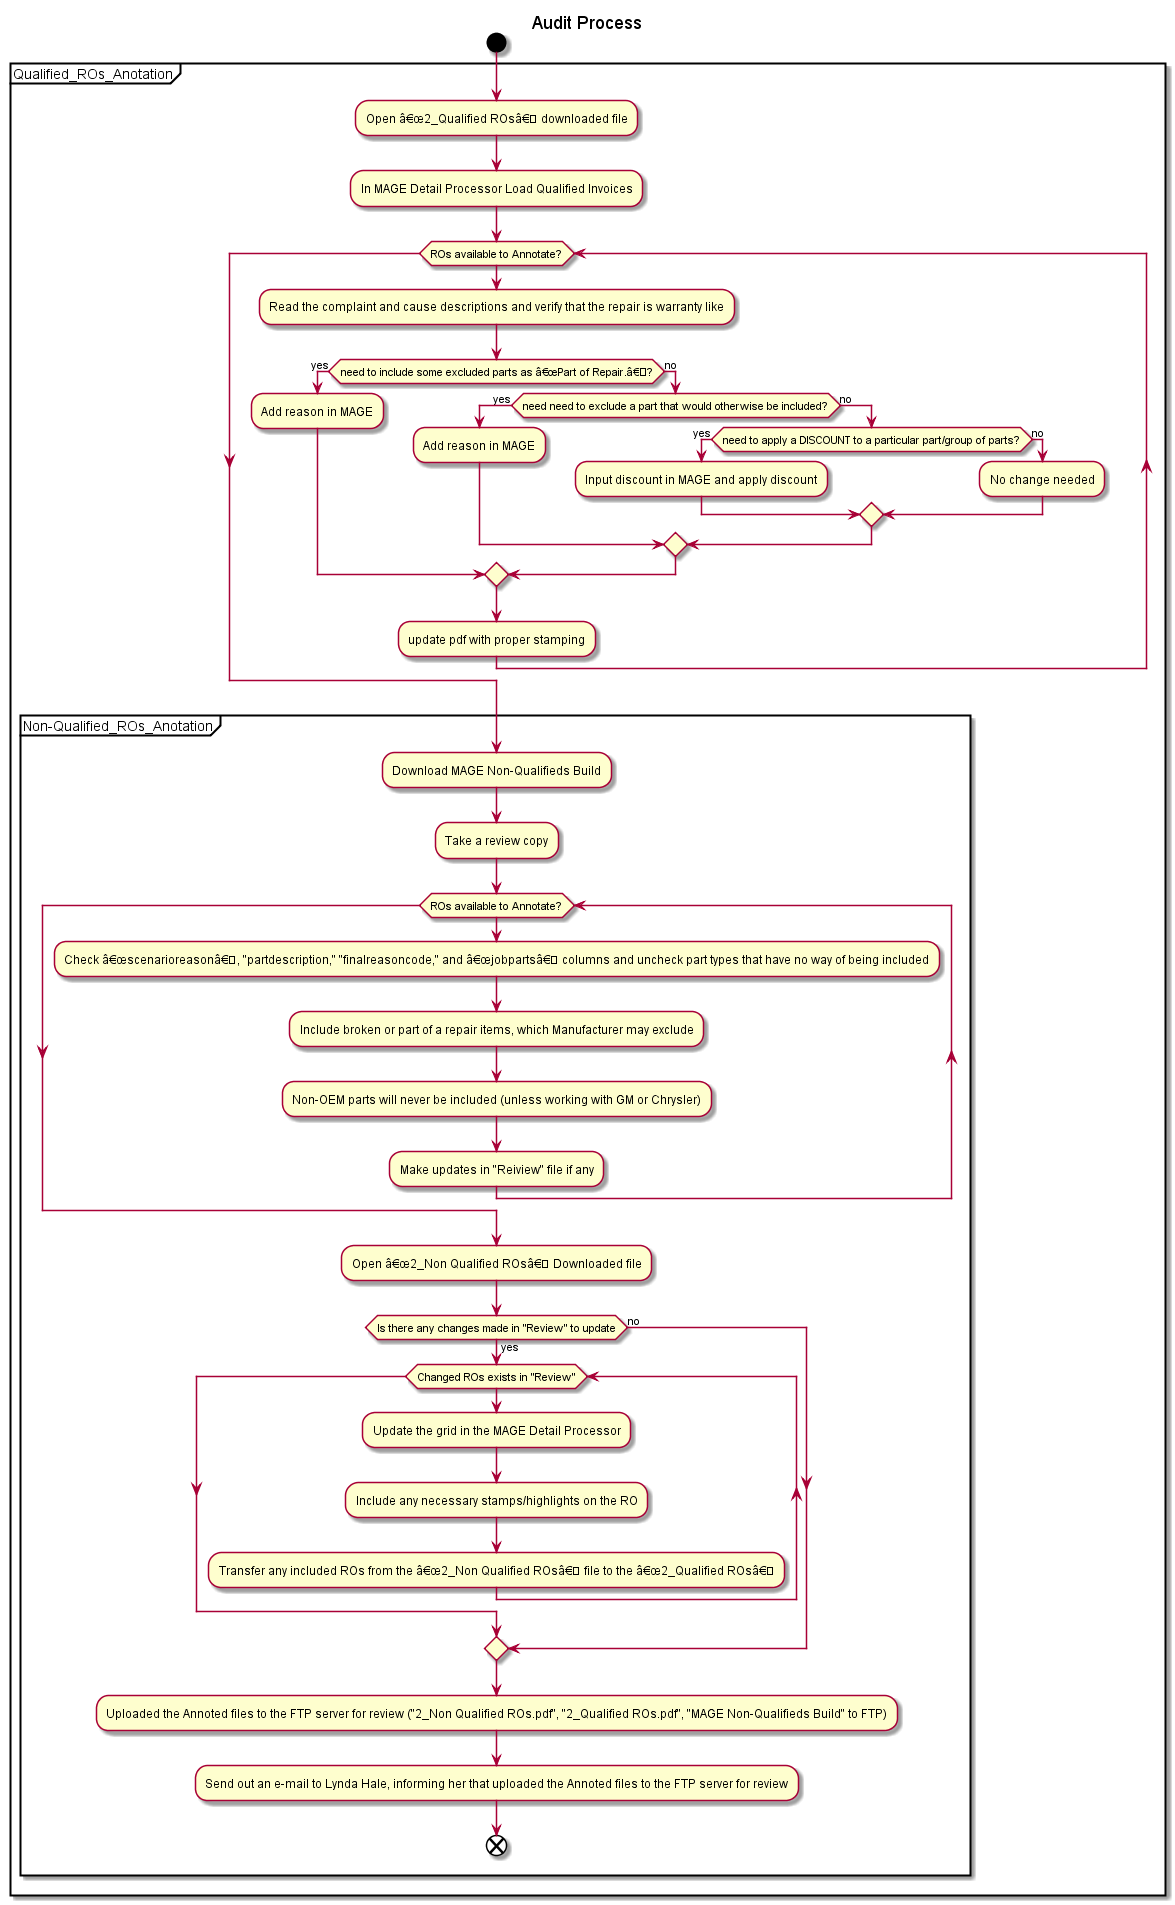 Audit Process
Qualified_ROs_Anotation
Open â€œ2_Qualified ROsâ€□ downloaded file
In MAGE Detail Processor Load Qualified Invoices
ROs available to Annotate?
Read the complaint and cause descriptions and verify that the repair is warranty like
yes
need to include some excluded parts as â€œPart of Repair.â€□?
no
Add reason in MAGE
yes
need need to exclude a part that would otherwise be included?
no
Add reason in MAGE
yes
need to apply a DISCOUNT to a particular part/group of parts?
no
Input discount in MAGE and apply discount
No change needed
update pdf with proper stamping
Non-Qualified_ROs_Anotation
Download MAGE Non-Qualifieds Build
Take a review copy
ROs available to Annotate?
Check â€œscenarioreasonâ€□, "partdescription," "finalreasoncode," and â€œjobpartsâ€□ columns and uncheck part types that have no way of being included
Include broken or part of a repair items, which Manufacturer may exclude
Non-OEM parts will never be included (unless working with GM or Chrysler)
Make updates in "Reiview" file if any
Open â€œ2_Non Qualified ROsâ€□ Downloaded file
Is there any changes made in "Review" to update
no
yes
Changed ROs exists in "Review"
Update the grid in the MAGE Detail Processor
Include any necessary stamps/highlights on the RO
Transfer any included ROs from the â€œ2_Non Qualified ROsâ€□ file to the â€œ2_Qualified ROsâ€□
Uploaded the Annoted files to the FTP server for review ("2_Non Qualified ROs.pdf", "2_Qualified ROs.pdf", "MAGE Non-Qualifieds Build" to FTP)
Send out an e-mail to Lynda Hale, informing her that uploaded the Annoted files to the FTP server for review